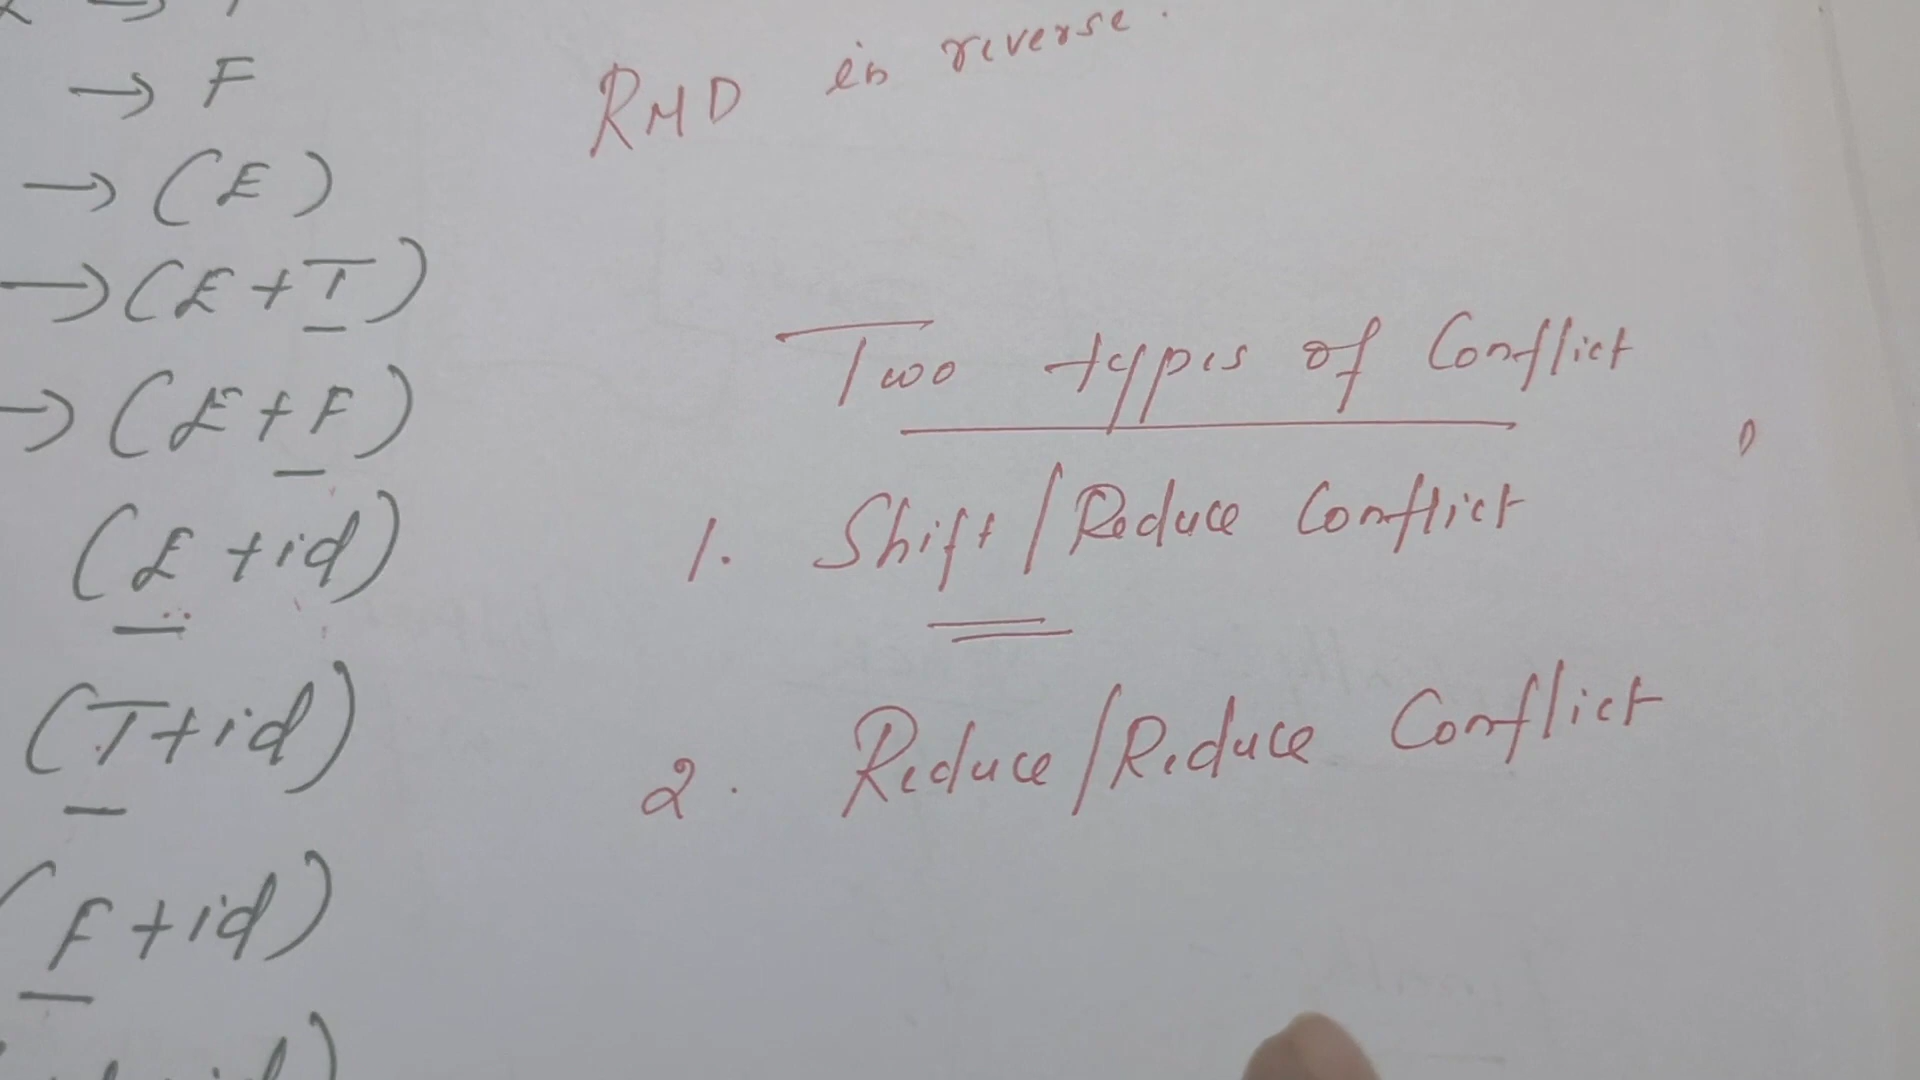 → F
→ (E)
→ (E + T)
→ (E + F)
(E + id)
(T + id)
(F + id)
RMD in reverse.
Two types of Conflict
1. Shift / Reduce Conflict
2. Reduce / Reduce Conflict